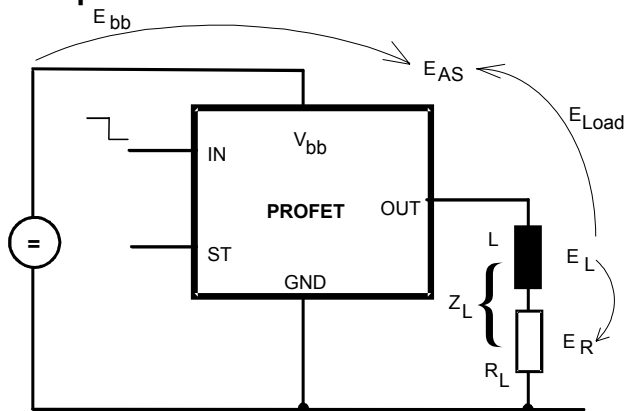 E bb
E AS
E Load
IN
V bb
PROFET
OUT
=
ST
GND
L
Z L
{
E L
R L
E R